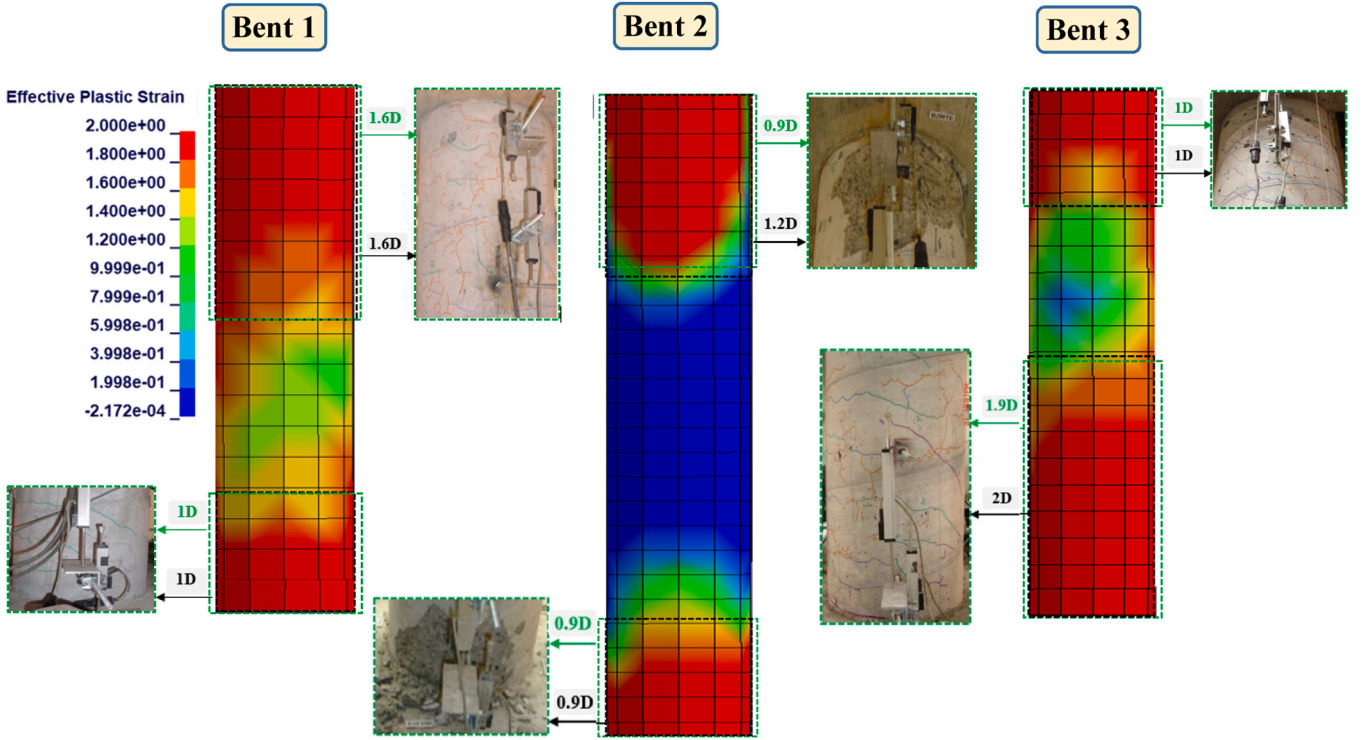 Bent 1
Bent 2
Bent 3
Effective Plastic Strain
2.000e+00
1.800e+00
1.600e+00
1.400e+00
1.200e+00
9.999e-01
7.999e-01
5.998e-01
3.998e-01
1.998e-01
-2.172e-04
1.6D
1.6D
1D
1D
0.9D
1.2D
0.9D
0.9D
1D
1D
1.9D
2D